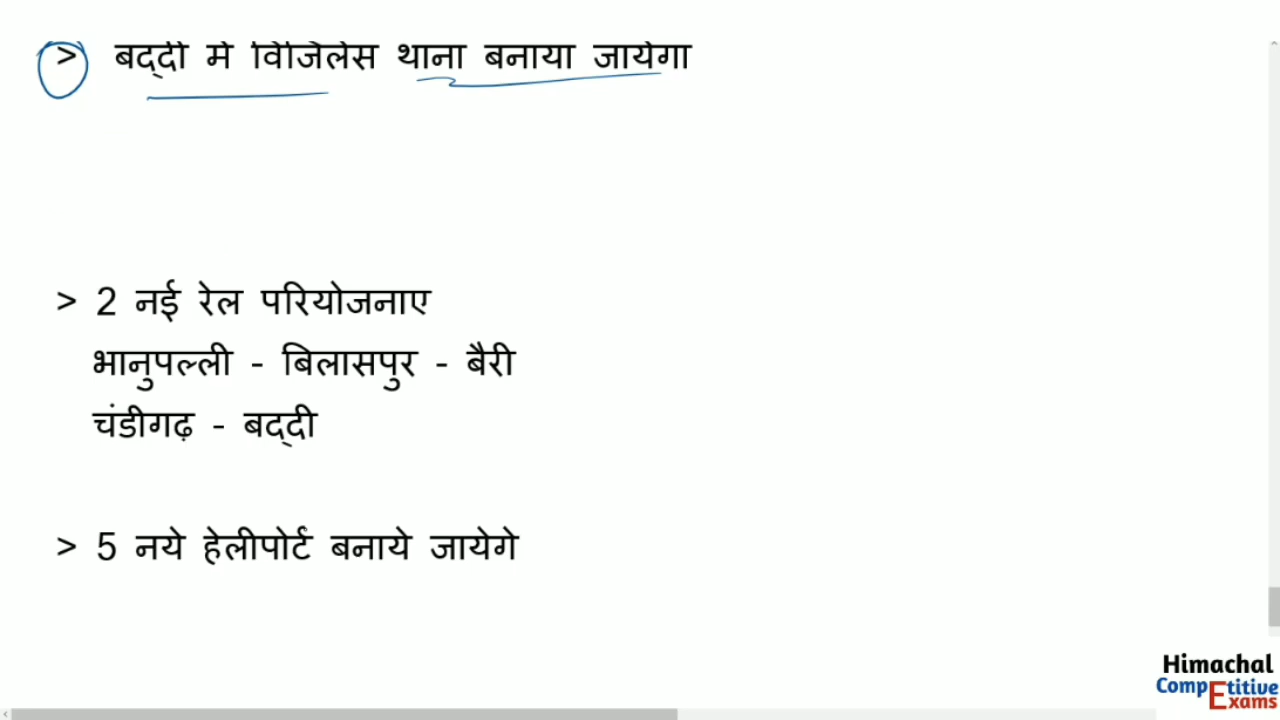 > बद्दी मे विजिलेंस थाना बनाया जायेगा
> 2 नई रेल परियोजनाए
भानुपल्ली - बिलासपुर - बैरी
चंडीगढ़ - बद्दी
> 5 नये हेलीपोर्ट बनाये जायेगे
Himachal
CompEtitive
Exams